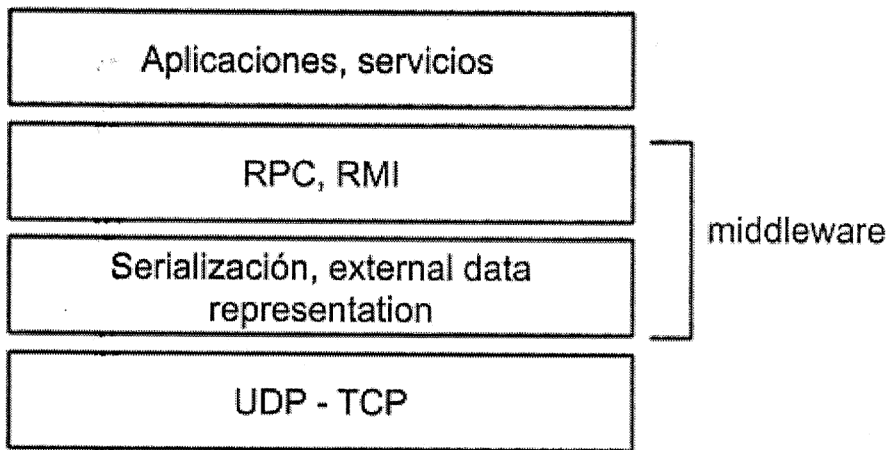 Aplicaciones, servicios
RPC, RMI
middleware
Serialización, external data
representation
UDP - TCP